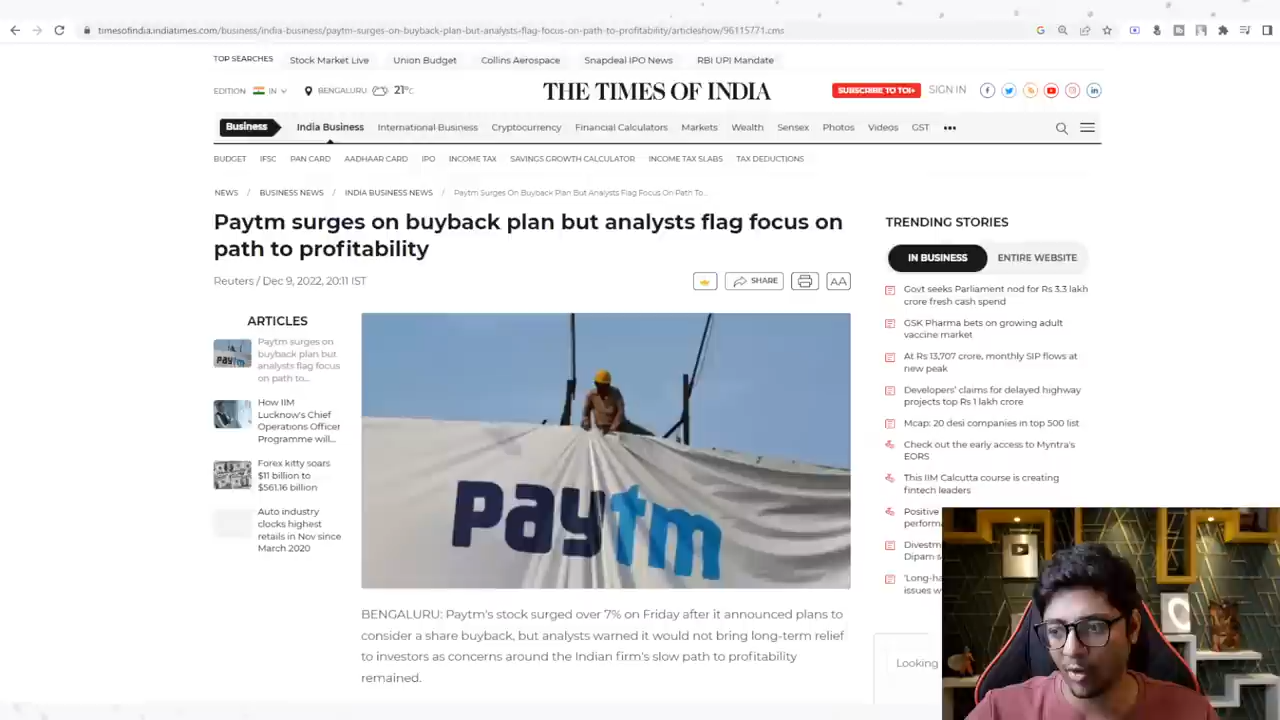 timesofindia.indiatimes.com/business/india-business/paytm-surges-on-buyback-plan-but-analysts-flag-focus-on-path-to-profitability/articleshow/96115771.cms
TOP SEARCHES Stock Market Live Union Budget Collins Aerospace Snapdeal IPO News RBI UPI Mandate
EDITION IN BENGALURU 21°C THE TIMES OF INDIA SUBSCRIBE TO TOI+ SIGN IN
Business India Business International Business Cryptocurrency Financial Calculators Markets Wealth Sensex Photos Videos GST
BUDGET IFSC PAN CARD AADHAAR CARD IPO INCOME TAX SAVINGS GROWTH CALCULATOR INCOME TAX SLABS TAX DEDUCTIONS
NEWS / BUSINESS NEWS / INDIA BUSINESS NEWS / Paytm Surges On Buyback Plan But Analysts Flag Focus On Path To...
Paytm surges on buyback plan but analysts flag focus on
path to profitability
Reuters / Dec 9, 2022, 20:11 IST
SHARE AA
ARTICLES
Paytm surges on
buyback plan but
analysts flag focus
on path to...
How IIM
Lucknow's Chief
Operations Officer
Programme will...
Forex kitty soars
$11 billion to
$561.16 billion
Auto industry
clocks highest
retails in Nov since
March 2020
paytm
paytm
BENGALURU: Paytm's stock surged over 7% on Friday after it announced plans to
consider a share buyback, but analysts warned it would not bring long-term relief
to investors as concerns around the Indian firm's slow path to profitability
remained.
TRENDING STORIES
IN BUSINESS ENTIRE WEBSITE
Govt seeks Parliament nod for Rs 3.3 lakh
crore fresh cash spend
GSK Pharma bets on growing adult
vaccine market
At Rs 13,707 crore, monthly SIP flows at
new peak
Developers' claims for delayed highway
projects top Rs 1 lakh crore
Mcap: 20 desi companies in top 500 list
Check out the early access to Myntra's
EORS
This IIM Calcutta course is creating
fintech leaders
Positive
perform
Divestm
Dipam s
'Long-ha
issues w
Looking